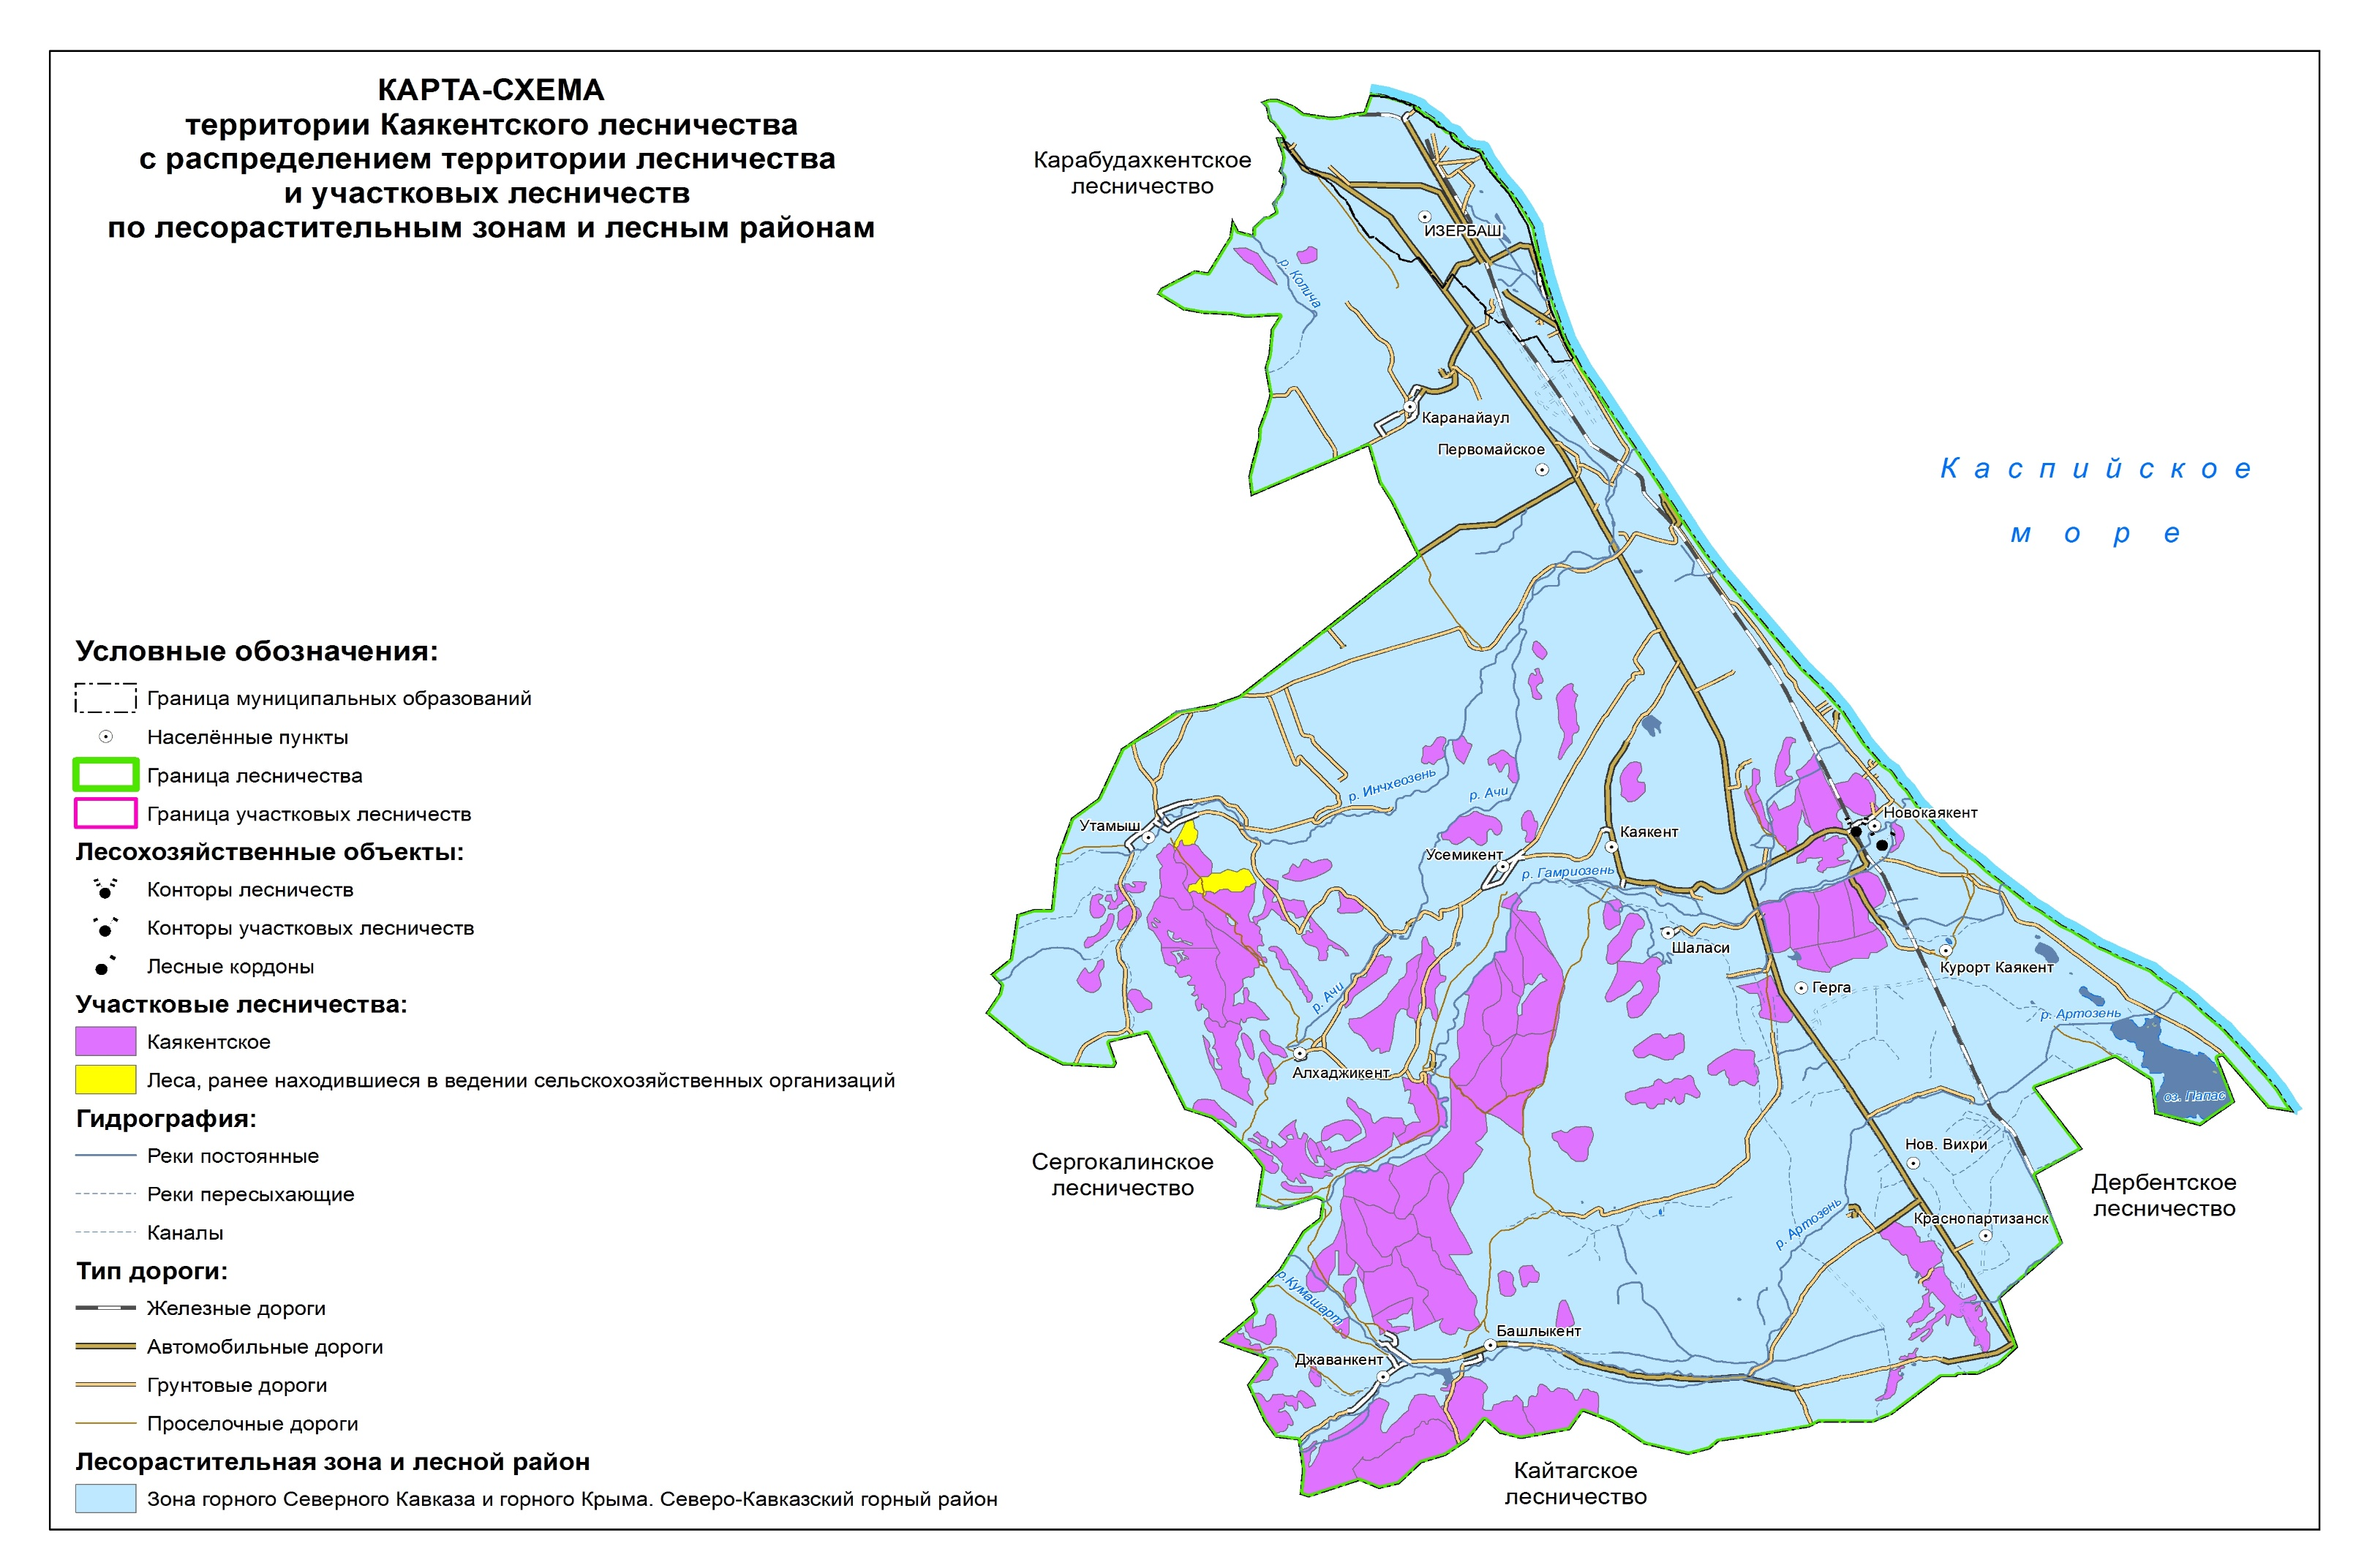 КАРТА-СХЕМА
территории Каякентского лесничества
с распределением территории лесничества
и участковых лесничеств
по лесорастительным зонам и лесным районам
Карабудахкентское
лесничество
ИЗЕРБАШ
р. Колича
Каранайаул
Первомайское
Каспийское
море
Условные обозначения:
Граница муниципальных образований
Населённые пункты
Граница лесничества
Граница участковых лесничеств
Лесохозяйственные объекты:
Конторы лесничеств
Конторы участковых лесничеств
Лесные кордоны
Участковые лесничества:
Каякентское
Леса, ранее находившиеся в ведении сельскохозяйственных организаций
Гидрография:
Реки постоянные
Реки пересыхающие
Каналы
Тип дороги:
Железные дороги
Автомобильные дороги
Грунтовые дороги
Проселочные дороги
Лесорастительная зона и лесной район
Зона горного Северного Кавказа и горного Крыма. Северо-Кавказский горный район
р. Инчхеозень
р. Ачи
Утамыш
Новокаякент
Каякент
Усемикент
р. Гамриозень
Шаласи
Курорт Каякент
Герга
р. Ачи
р. Артозень
Алхаджикент
оз. Папас
Сергокалинское
лесничество
Нов. Вихри
Дербентское
лесничество
р. Артозень
Краснопартизанск
р.Кумашарт
Башлыкент
Джаванкент
Кайтагское
лесничество